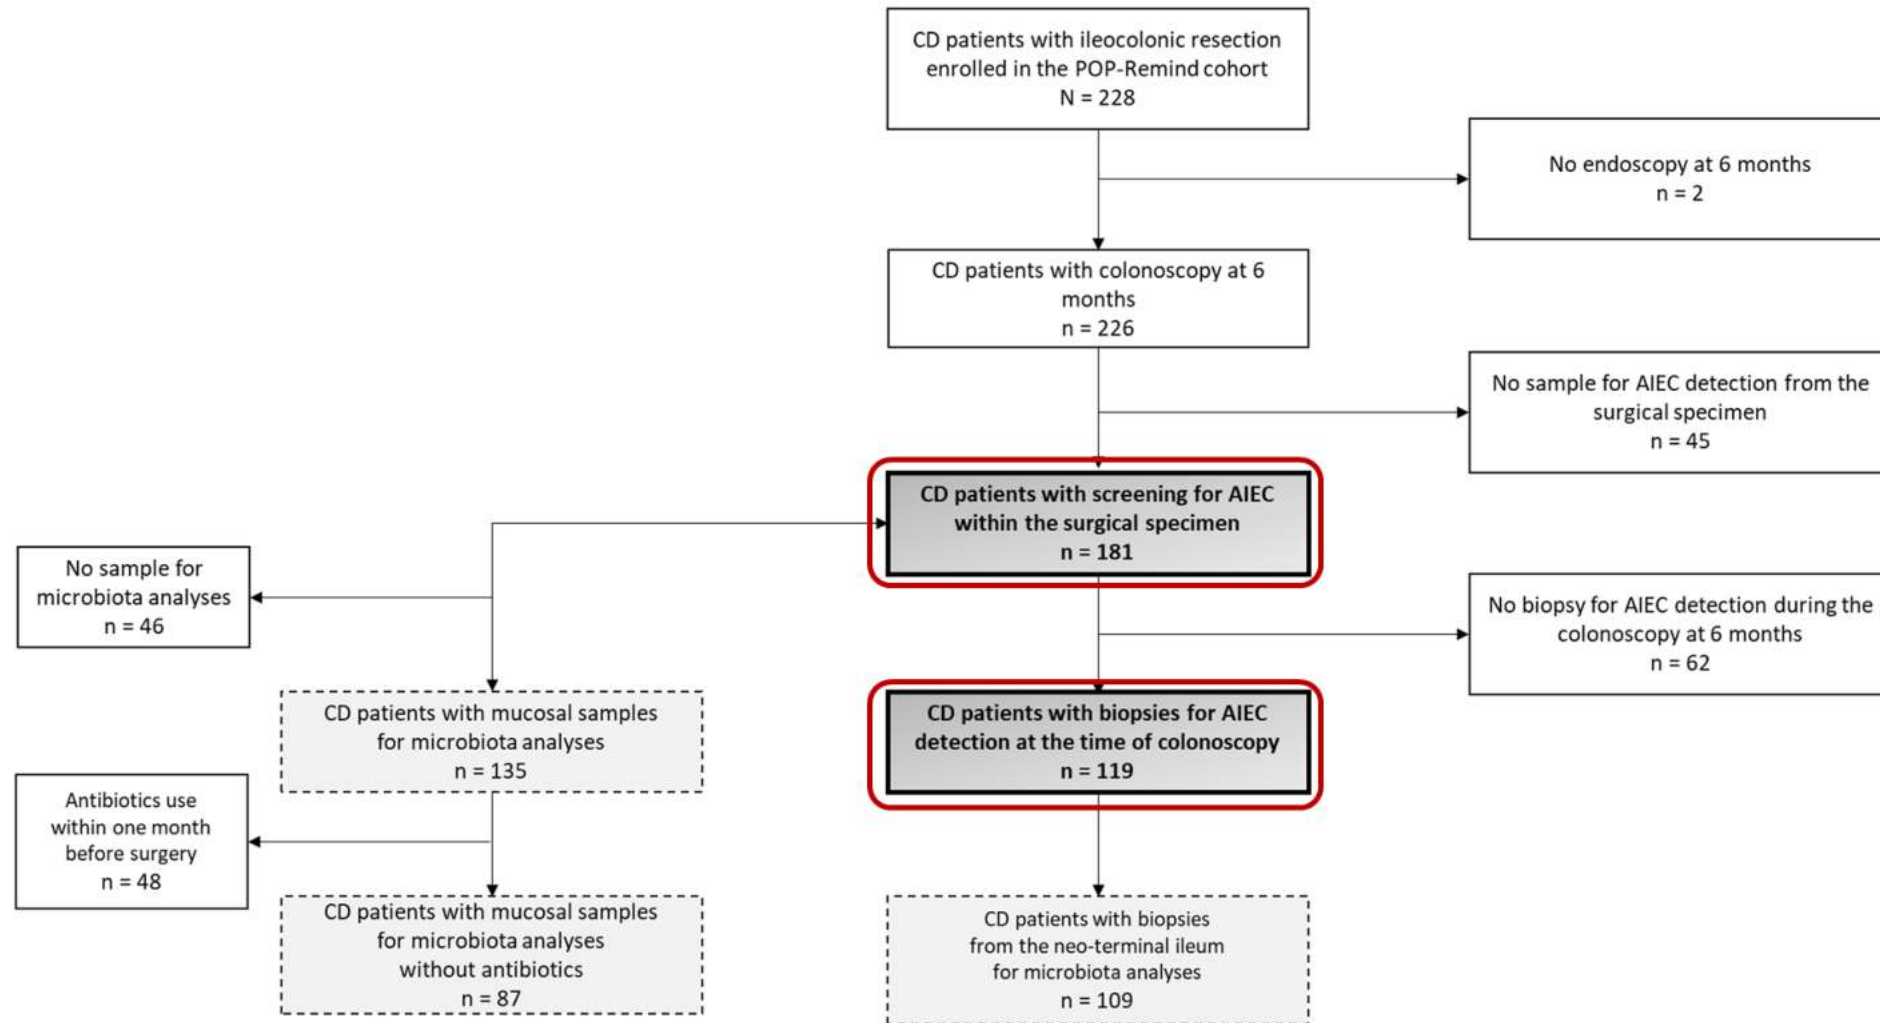 CD patients with ileocolonic resection
enrolled in the POP-Remind cohort
N = 228
No endoscopy at 6 months
n = 2
CD patients with colonoscopy at 6
months
n = 226
No sample for AIEC detection from the
surgical specimen
n = 45
CD patients with screening for AIEC
within the surgical specimen
n = 181
No sample for
microbiota analyses
n = 46
No biopsy for AIEC detection during the
colonoscopy at 6 months
n = 62
CD patients with mucosal samples
for microbiota analyses
n = 135
CD patients with biopsies for AIEC
detection at the time of colonoscopy
n = 119
Antibiotics use
within one month
before surgery
n = 48
CD patients with mucosal samples
for microbiota analyses
without antibiotics
n = 87
CD patients with biopsies
from the neo-terminal ileum
for microbiota analyses
n = 109